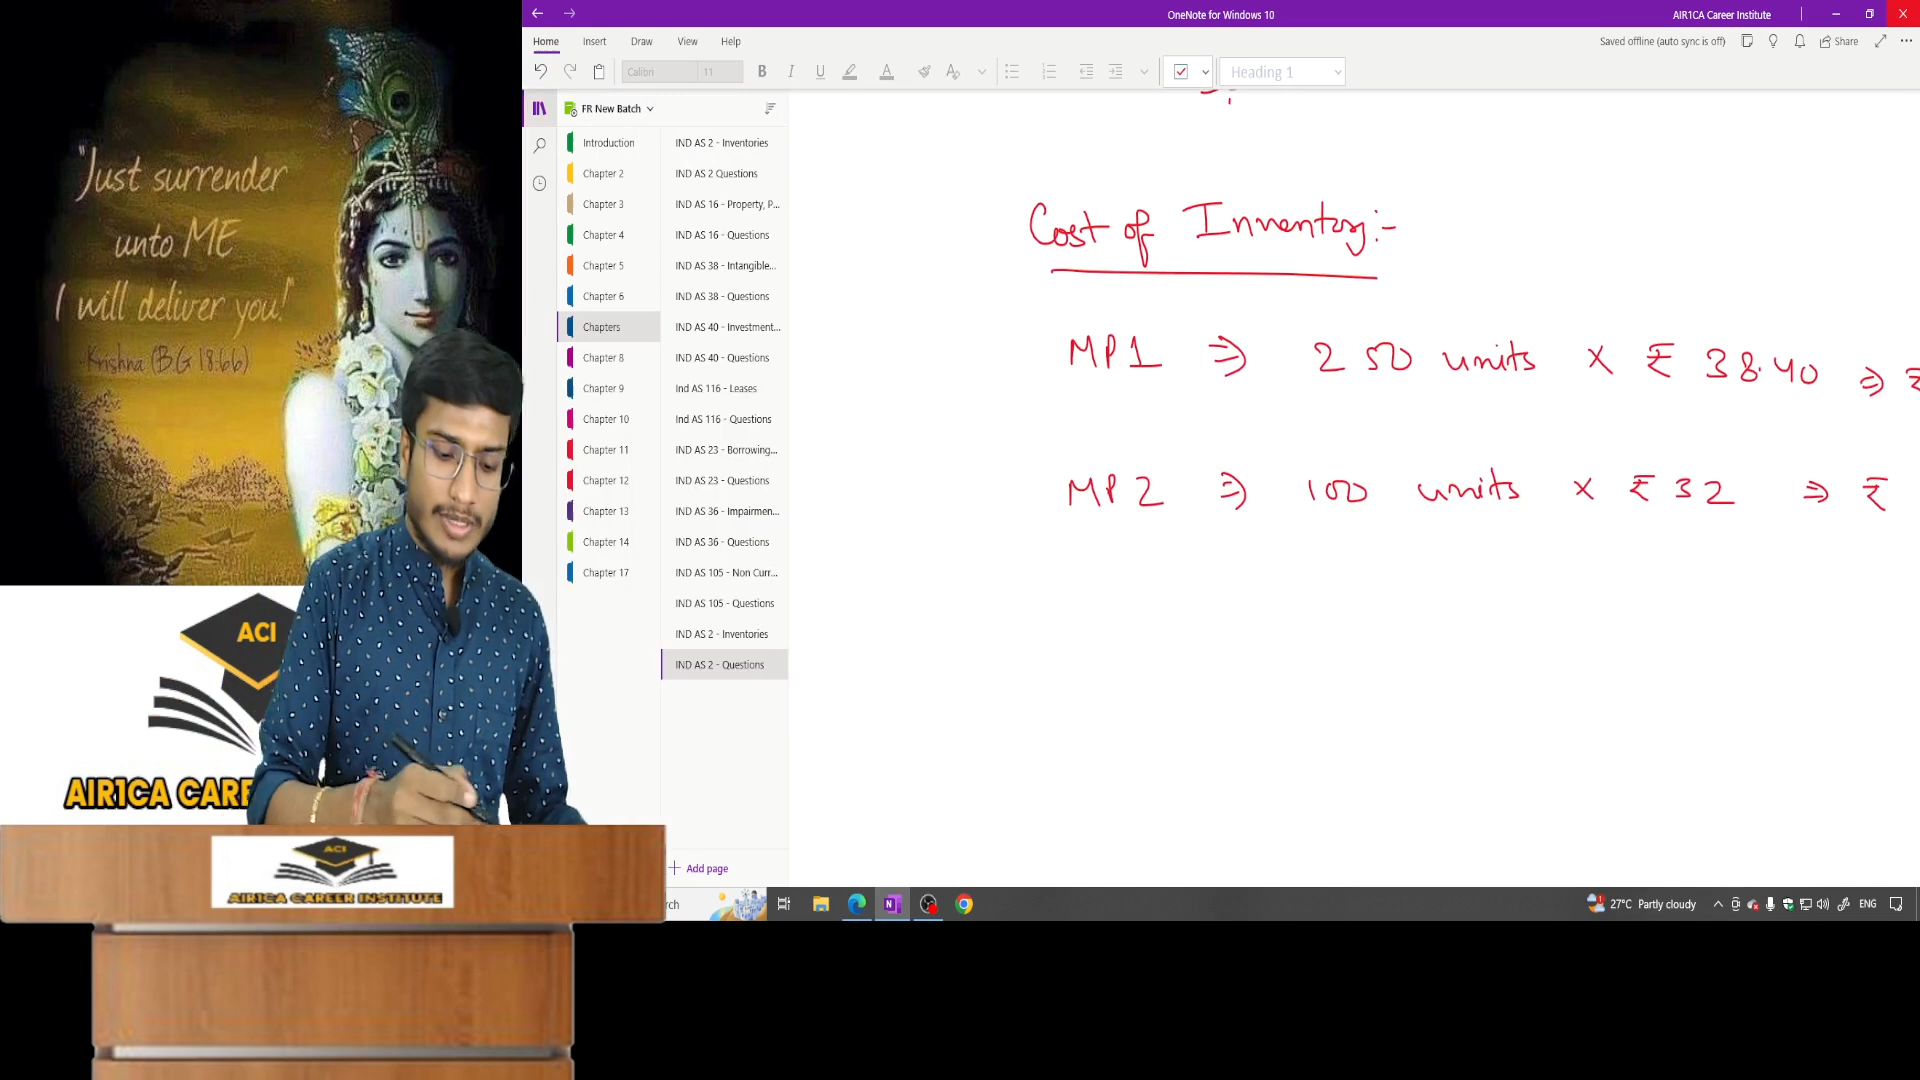 "Just surrender
unto ME
I will deliver you!"
-Krishna (B.G 18:66)
ACI
AIR1CA CARE
ACI
AIR1CA CAREER INSTITUTE
OneNote for Windows 10
AIR1CA Career Institute
Home Insert Draw View Help
Saved offline (auto sync is off)
Share
Calibri 11
B I U A
Heading 1
FR New Batch
Introduction
Chapter 2
Chapter 3
Chapter 4
Chapter 5
Chapter 6
Chapters
Chapter 8
Chapter 9
Chapter 10
Chapter 11
Chapter 12
Chapter 13
Chapter 14
Chapter 17
IND AS 2 - Inventories
IND AS 2 Questions
IND AS 16 - Property, P...
IND AS 16 - Questions
IND AS 38 - Intangible...
IND AS 38 - Questions
IND AS 40 - Investment...
IND AS 40 - Questions
Ind AS 116 - Leases
Ind AS 116 - Questions
IND AS 23 - Borrowing...
IND AS 23 - Questions
IND AS 36 - Impairmen...
IND AS 36 - Questions
IND AS 105 - Non Curr...
IND AS 105 - Questions
IND AS 2 - Inventories
IND AS 2 - Questions
+ Add page
Cost of Inventory:-
MP1 ⇒ 250 units × ₹ 38.40 ⇒ ₹
MP2 ⇒ 100 units × ₹ 32 ⇒ ₹
rch
27°C Partly cloudy
ENG